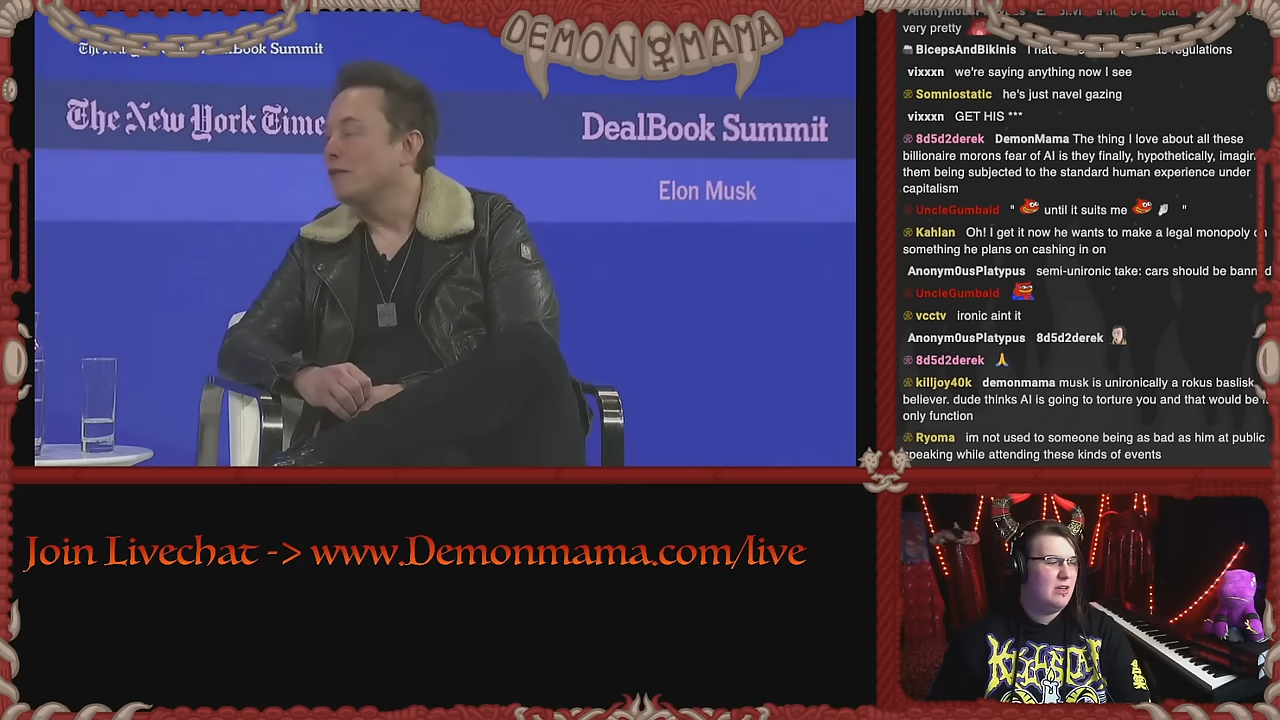 DealBook Summit
DEMON MAMA
The New York Time
DealBook Summit
Elon Musk
very pretty
BicepsAndBikinis I hate regulations
vixxxn we're saying anything now I see
Somniostatic he's just navel gazing
vixxxn GET HIS ***
8d5d2derek DemonMama The thing I love about all these
billionaire morons fear of AI is they finally, hypothetically, imagin
them being subjected to the standard human experience under
capitalism
UncleGumbald " until it suits me "
Kahlan Oh! I get it now he wants to make a legal monopoly on
something he plans on cashing in on
Anonym0usPlatypus semi-unironic take: cars should be banned
UncleGumbald
vcctv ironic aint it
Anonym0usPlatypus 8d5d2derek
8d5d2derek
killjoy40k demonmama musk is unironically a rokus baslisk
believer. dude thinks AI is going to torture you and that would be it
only function
Ryoma im not used to someone being as bad as him at public
speaking while attending these kinds of events
Join Livechat -> www.Demonmama.com/live